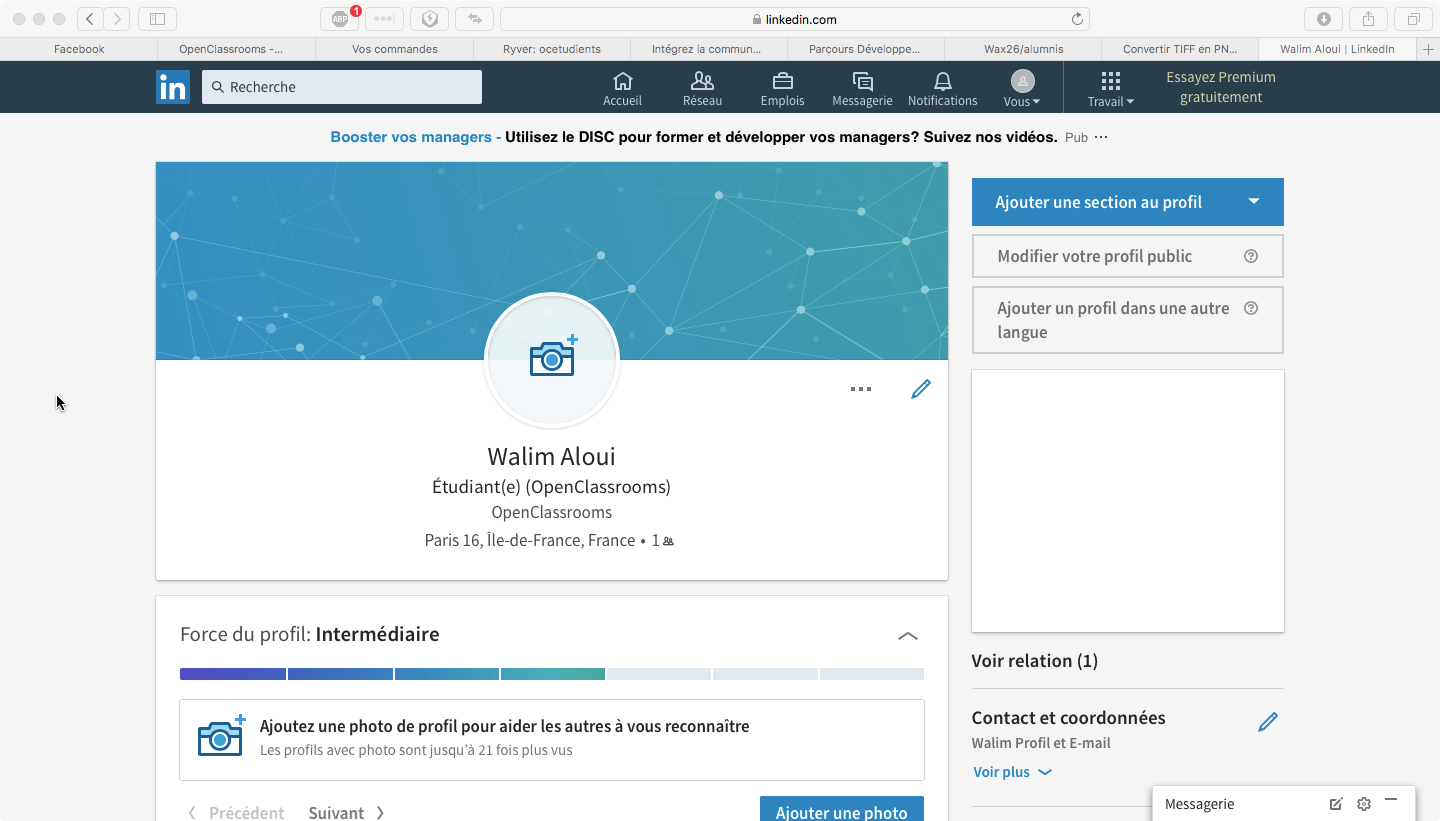 ABP
1
linkedin.com
Facebook
OpenClassrooms -...
Vos commandes
Ryver: ocetudients
Intégrez la commun...
Parcours Développe...
Wax26/alumnis
Convertir TIFF en PN...
Walim Aloui | LinkedIn
in
Recherche
Accueil
Réseau
Emplois
Messagerie
Notifications
Vous
Travail
Essayez Premium
gratuitement
Booster vos managers - Utilisez le DISC pour former et développer vos managers? Suivez nos vidéos. Pub ...
Ajouter une section au profil
Modifier votre profil public
Ajouter un profil dans une autre
langue
Walim Aloui
Étudiant(e) (OpenClassrooms)
OpenClassrooms
Paris 16, Île-de-France, France • 1
Force du profil: Intermédiaire
Ajoutez une photo de profil pour aider les autres à vous reconnaître
Les profils avec photo sont jusqu'à 21 fois plus vus
Précédent
Suivant
Ajouter une photo
Voir relation (1)
Contact et coordonnées
Walim Profil et E-mail
Voir plus
Messagerie